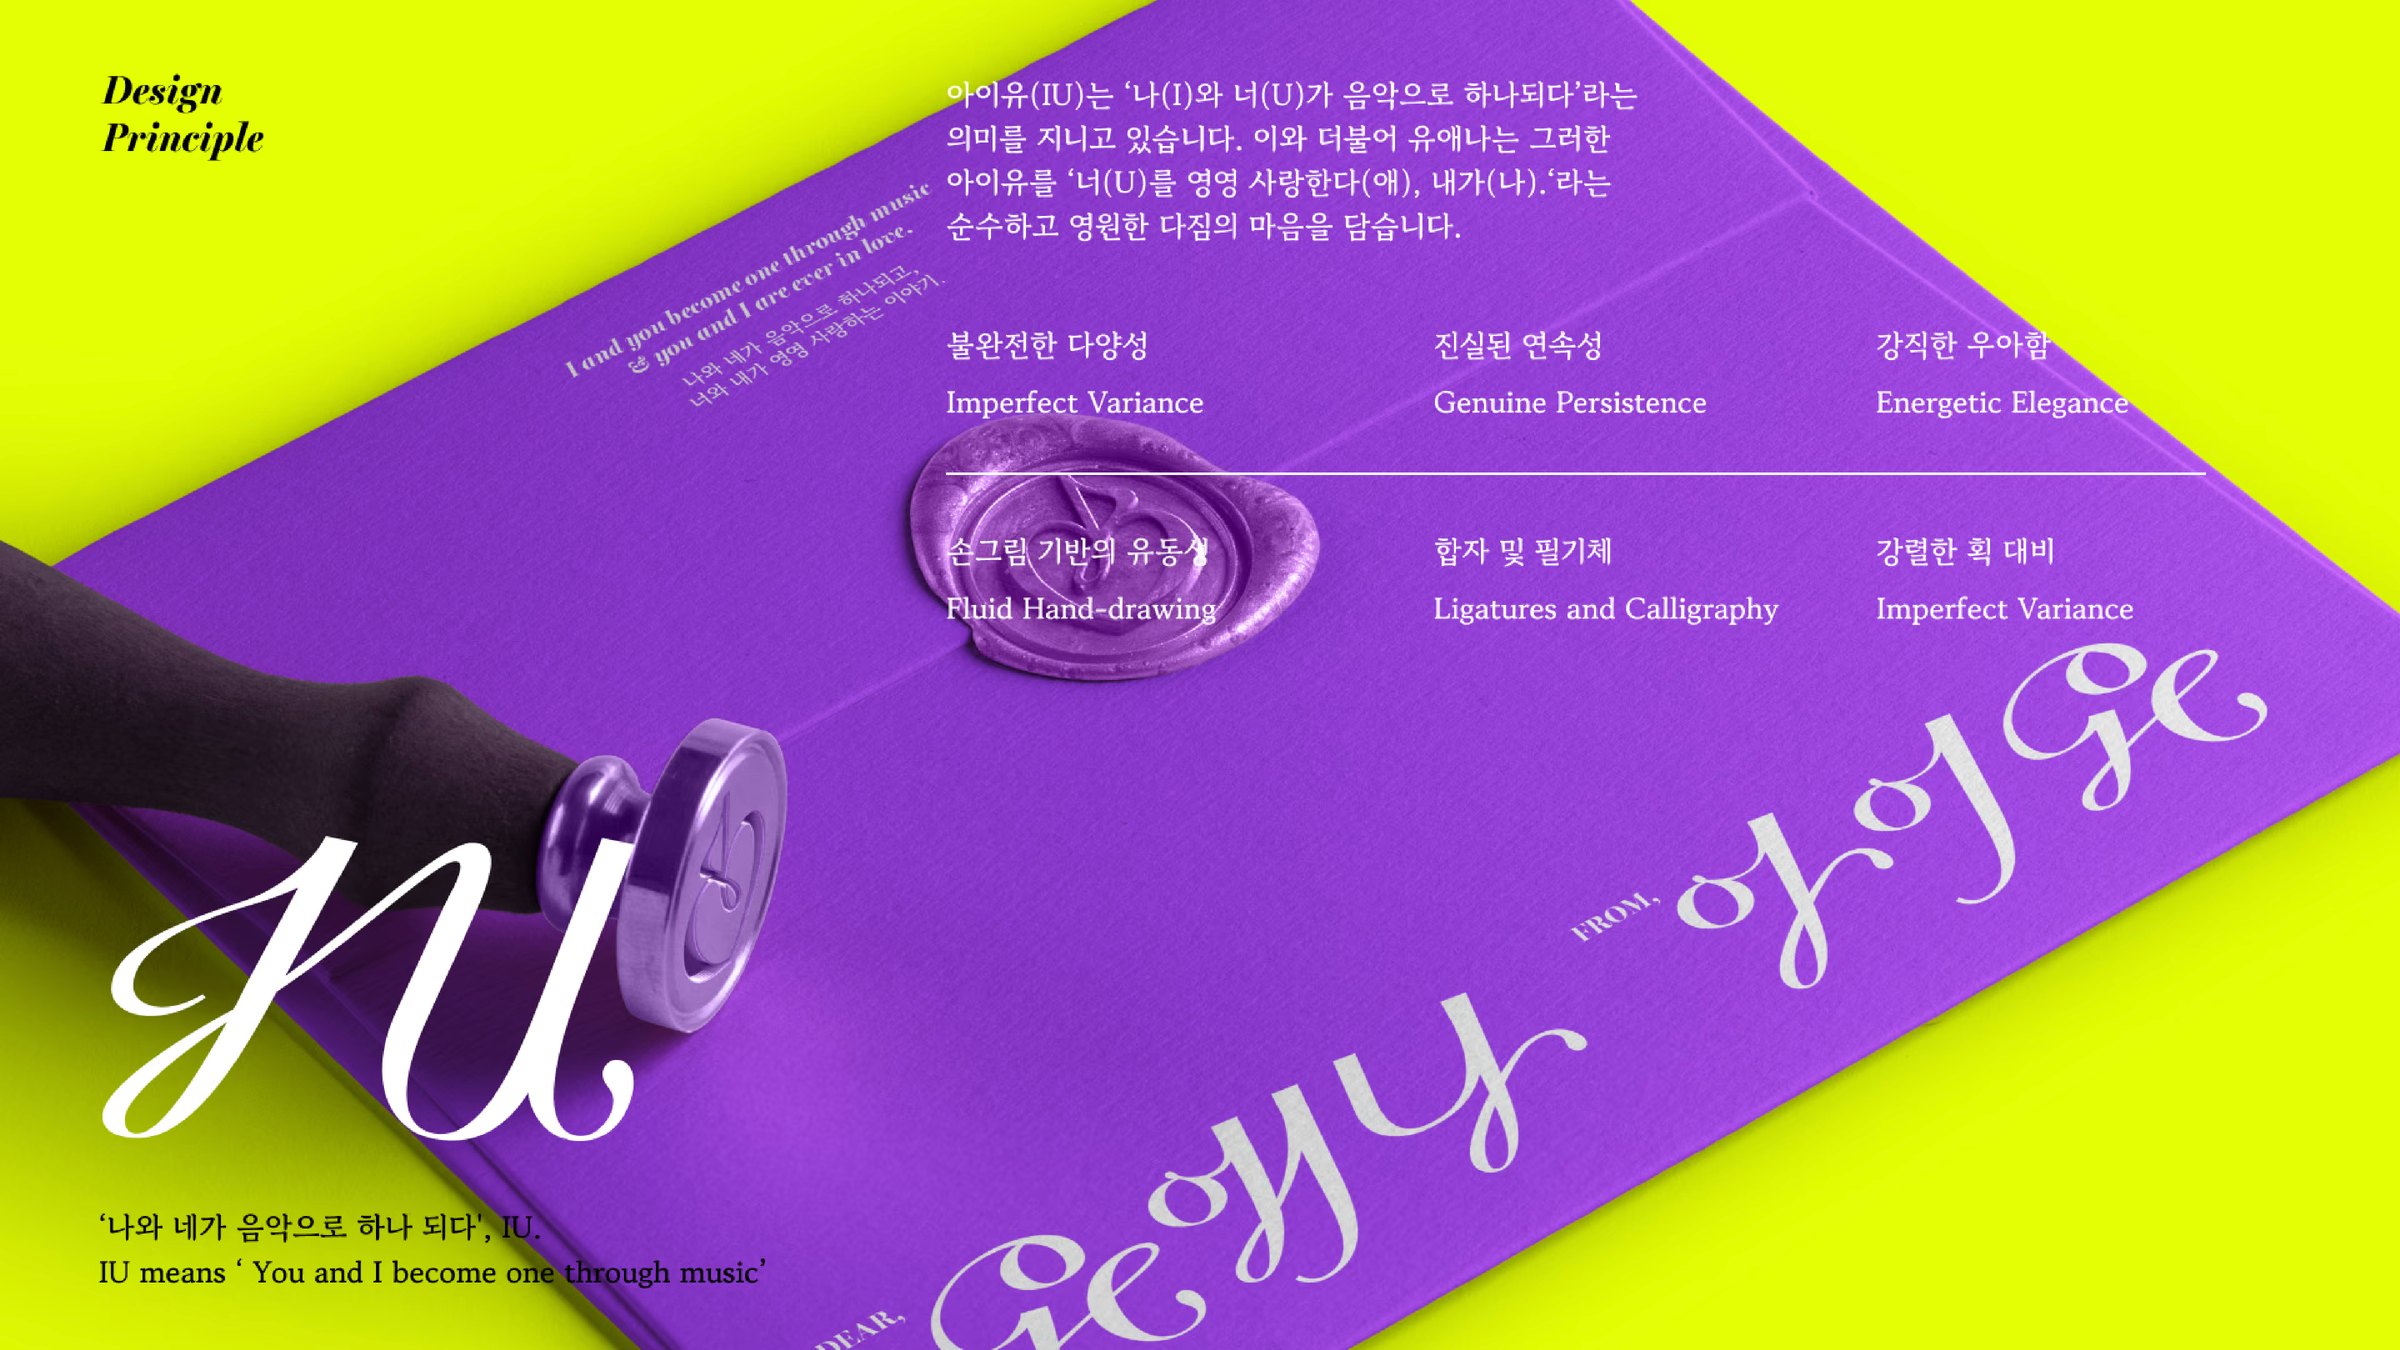 Design
Principle
아이유(IU)는 ‘나(I)와 너(U)가 음악으로 하나되다’라는
의미를 지니고 있습니다. 이와 더불어 유애나는 그러한
아이유를 ‘너(U)를 영영 사랑한다(애), 내가(나).‘라는
순수하고 영원한 다짐의 마음을 담습니다.
I and you become one through music
& you and I are ever in love.
나와 네가 음악으로 하나되고,
너와 내가 영영 사랑하는 이야기.
불완전한 다양성
Imperfect Variance
진실된 연속성
Genuine Persistence
강직한 우아함
Energetic Elegance
손그림 기반의 유동성
Fluid Hand-drawing
합자 및 필기체
Ligatures and Calligraphy
강렬한 획 대비
Imperfect Variance
IU
FROM, 아이유
DEAR, 유애나
‘나와 네가 음악으로 하나 되다', IU.
IU means ‘ You and I become one through music’